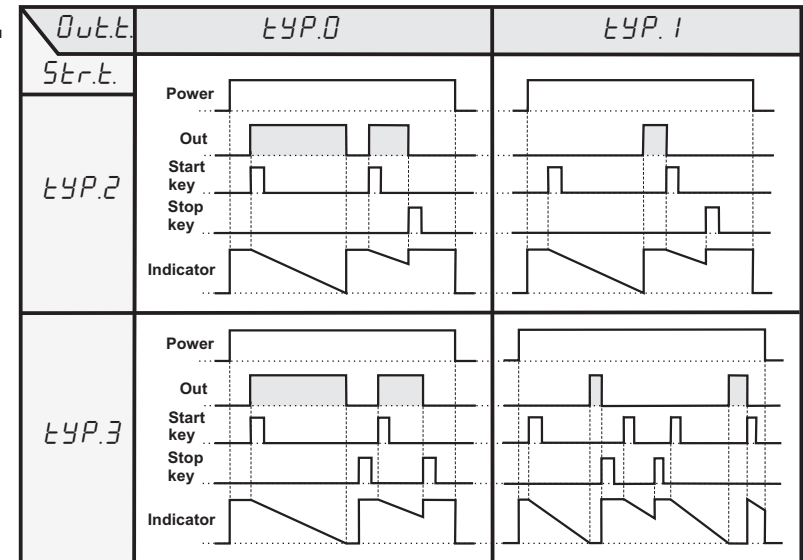 Out.t. tYP.0 tYP.1
Str.t.
tYP.2
Power
Out
Start
key
Stop
key
Indicator
tYP.3
Power
Out
Start
key
Stop
key
Indicator